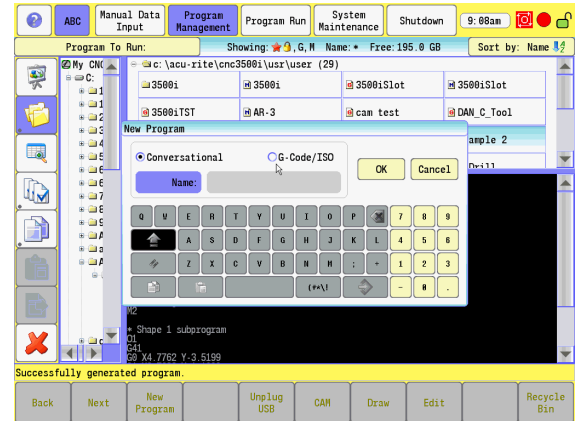 ABC
Manual Data Input
Program Management
Program Run
System Maintenance
Shutdown
9:08am
Program To Run:
Showing: , G, M Name: * Free: 195.0 GB
Sort by: Name
My CNC
C:
c: \acu-rite\cnc3500i\usr\user (29)
3500i
3500i
3500iSlot
3500iSlot
3500iTST
AR-3
cam test
DAN_C_Tool
ample 2
Drill
New Program
Conversational
G-Code/ISO
Name:
OK
Cancel
Q W E R T Y U I O P 7 8 9
A S D F G H J K L 4 5 6
Z X C V B N M ; + 1 2 3
(#*\! - 0 .
M2
* Shape 1 subprogram
O1
G41
G0 X4.7762 Y-3.5199
Successfully generated program.
Back
Next
New Program
Unplug USB
CAM
Draw
Edit
Recycle Bin